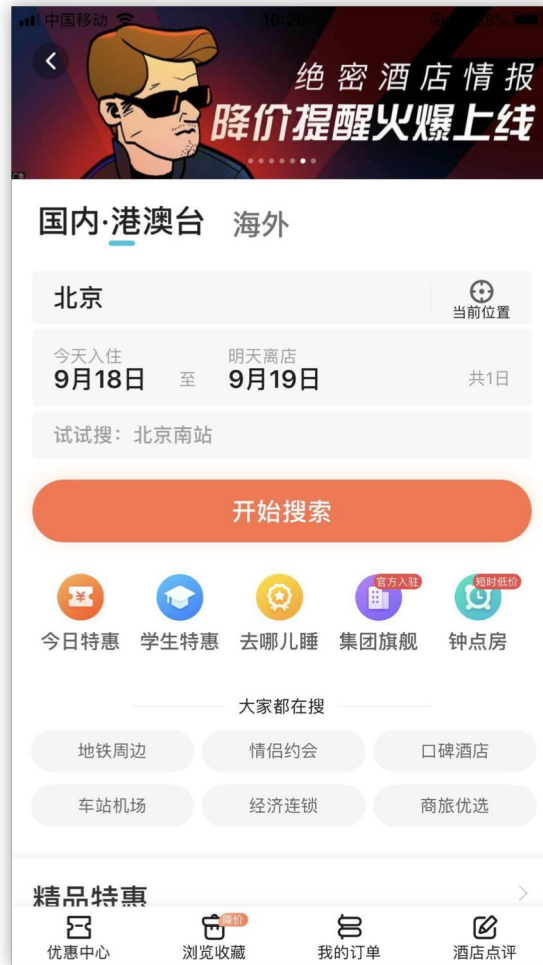 中国移动 10:26 88%
绝密酒店情报
降价提醒火爆上线
广告
国内·港澳台 海外
北京 当前位置
今天入住 明天离店
9月18日 至 9月19日 共1日
试试搜：北京南站
开始搜索
官方入驻 短时低价
今日特惠 学生特惠 去哪儿睡 集团旗舰 钟点房
大家都在搜
地铁周边 情侣约会 口碑酒店
车站机场 经济连锁 商旅优选
精品特惠
降价
优惠中心 浏览收藏 我的订单 酒店点评